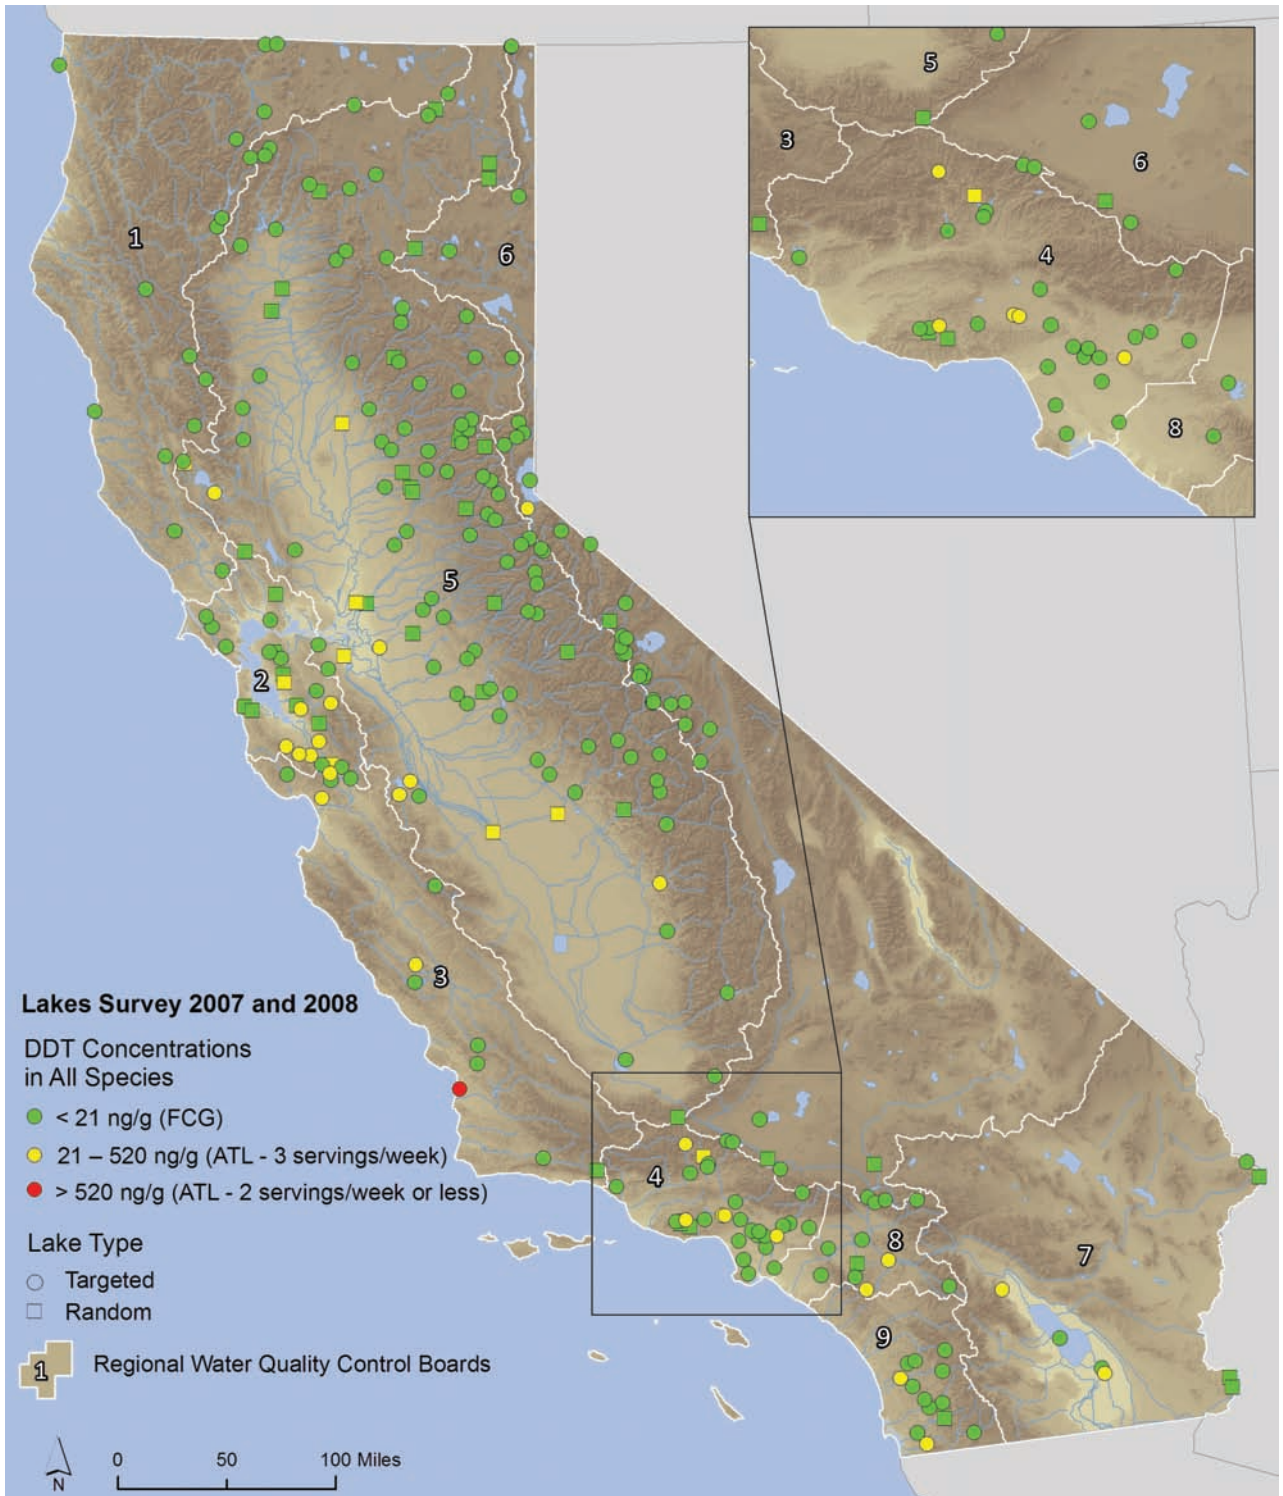 5
3
6
4
8
1
6
5
2
3
4
8
7
9
Lakes Survey 2007 and 2008
DDT Concentrations
in All Species
< 21 ng/g (FCG)
21 – 520 ng/g (ATL - 3 servings/week)
> 520 ng/g (ATL - 2 servings/week or less)
Lake Type
Targeted
Random
1 Regional Water Quality Control Boards
N
0 50 100 Miles